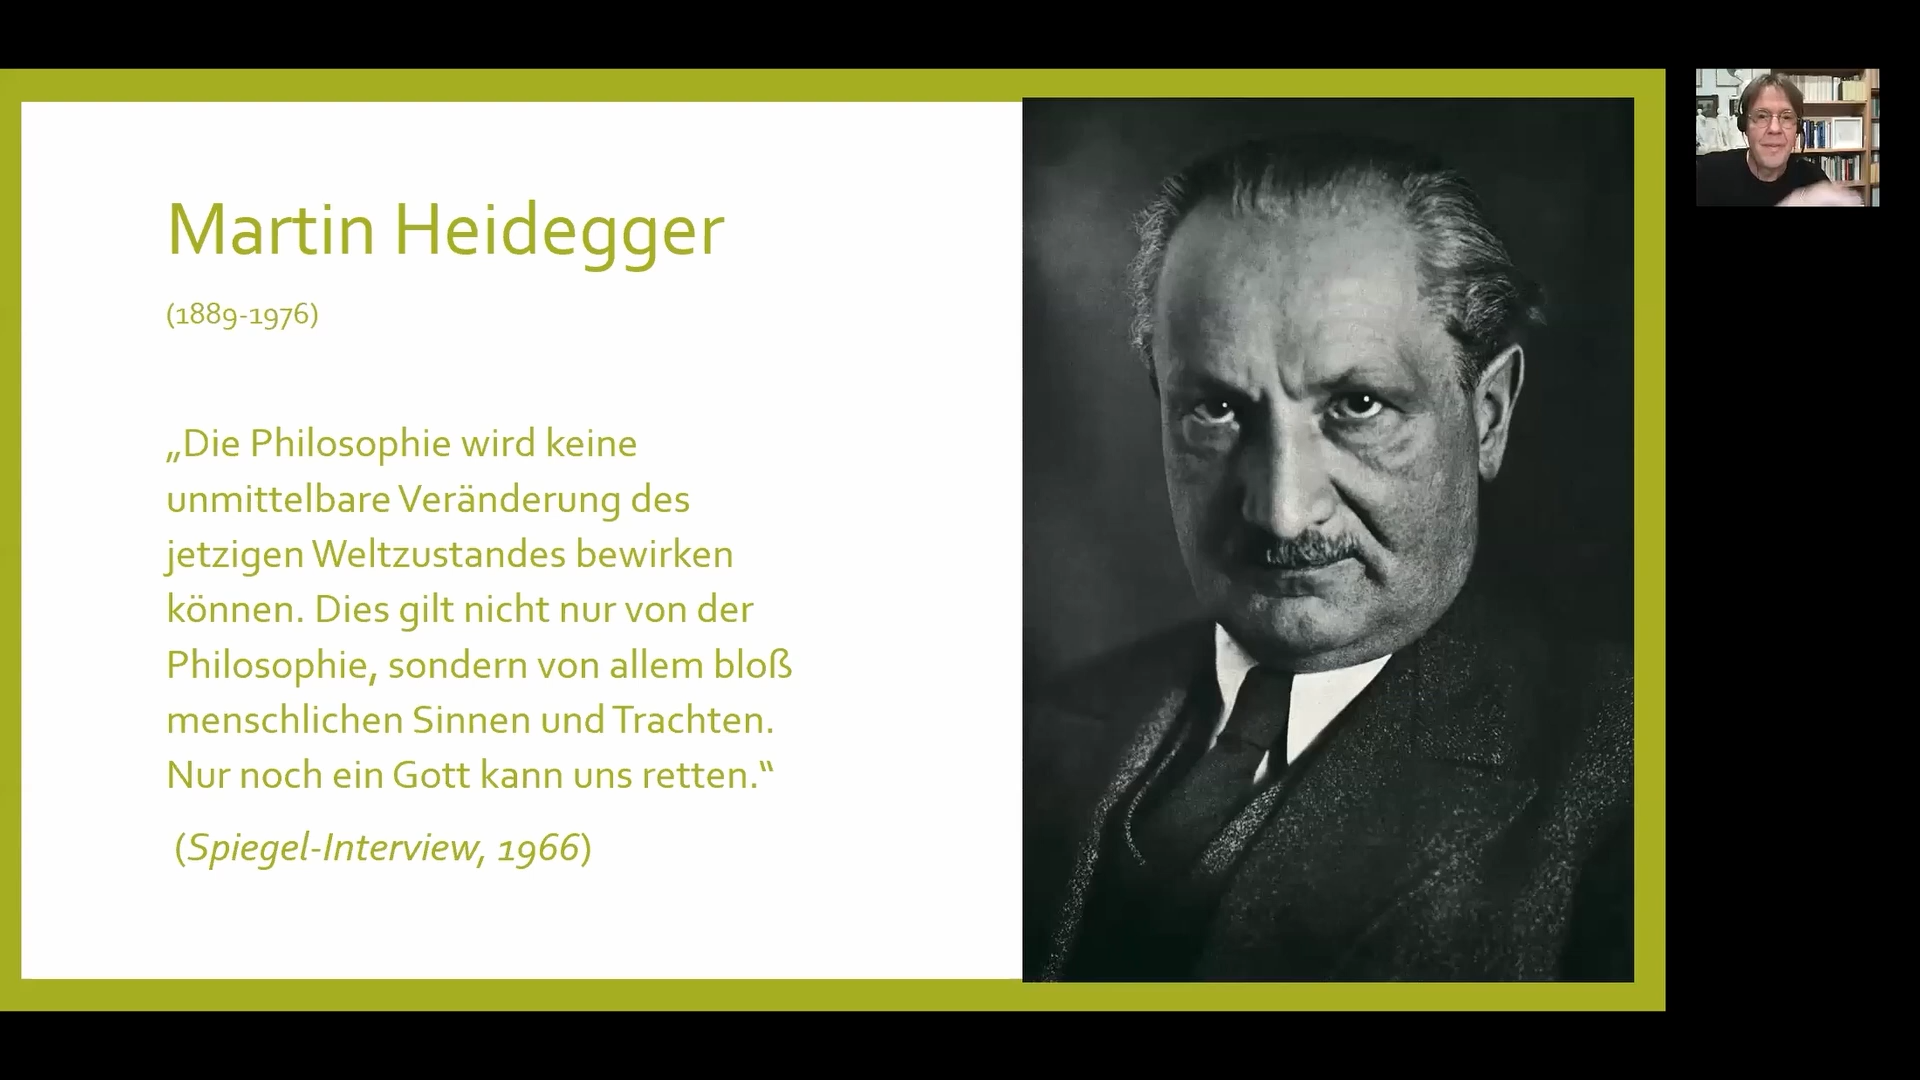 Martin Heidegger
(1889-1976)
„Die Philosophie wird keine
unmittelbare Veränderung des
jetzigen Weltzustandes bewirken
können. Dies gilt nicht nur von der
Philosophie, sondern von allem bloß
menschlichen Sinnen und Trachten.
Nur noch ein Gott kann uns retten.“
(Spiegel-Interview, 1966)